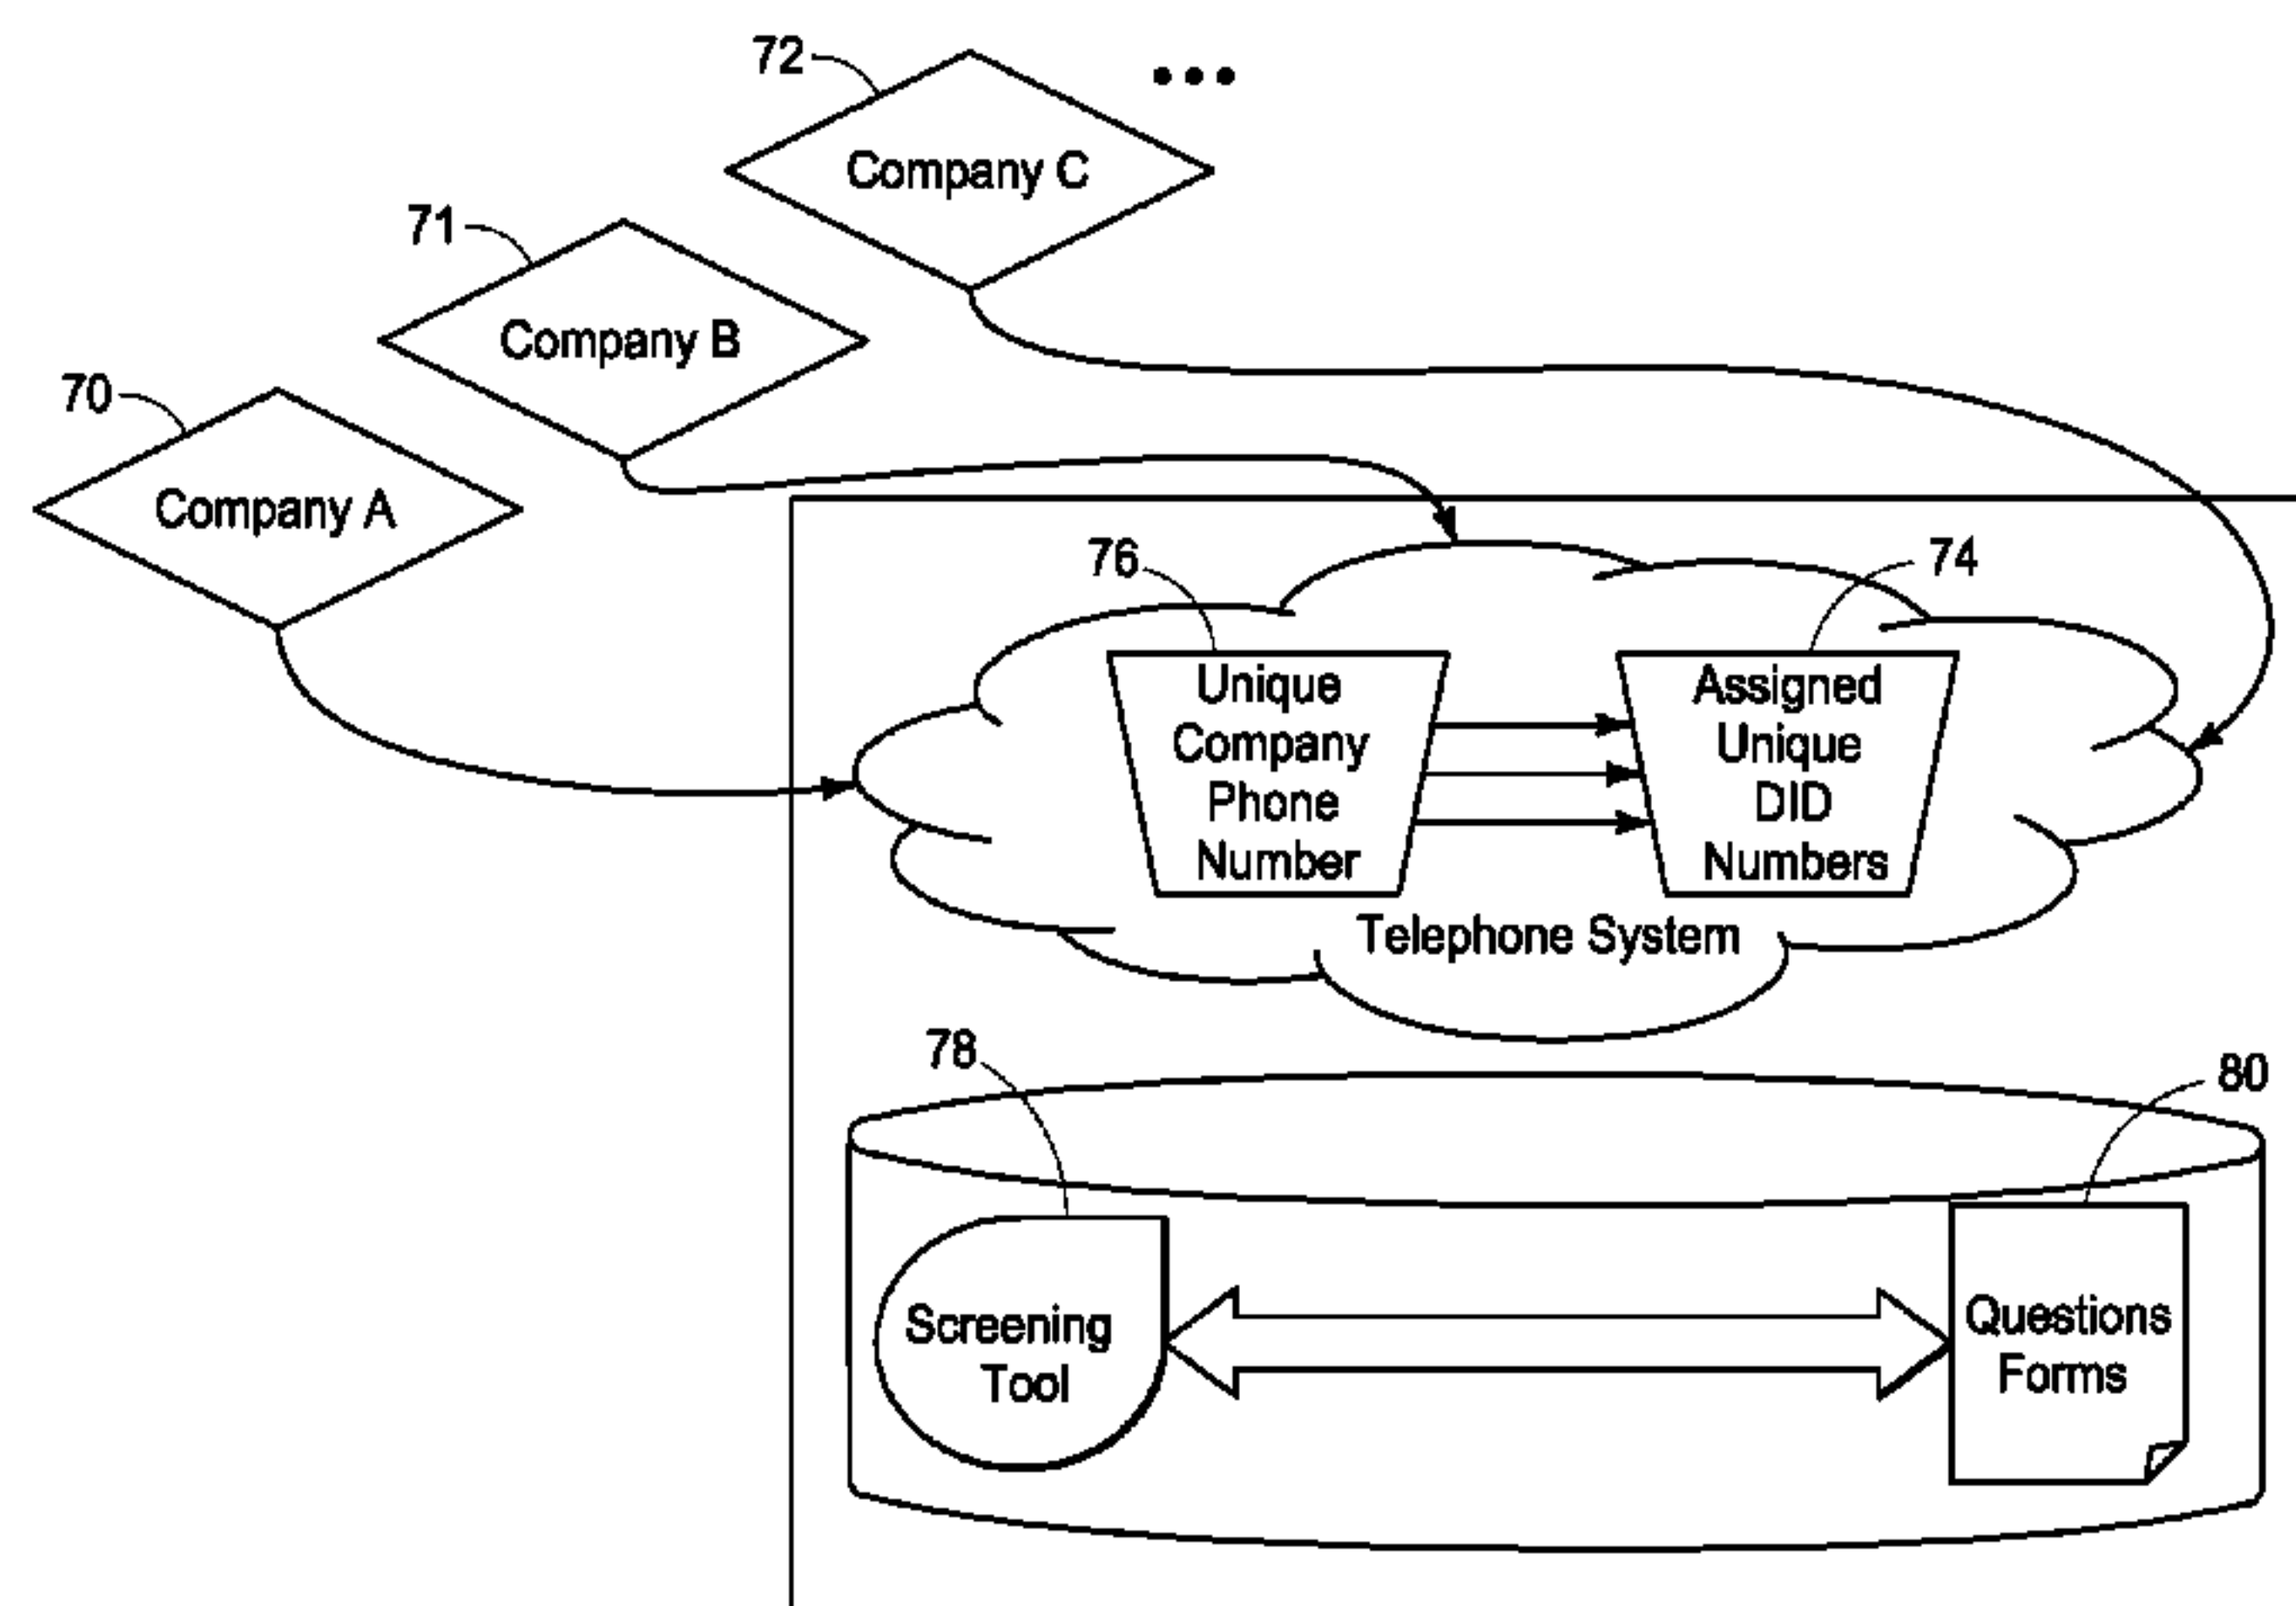 72
Company C
71
Company B
70
Company A
76
74
Unique
Company
Phone
Number
Assigned
Unique
DID
Numbers
Telephone System
78
80
Screening
Tool
Questions
Forms